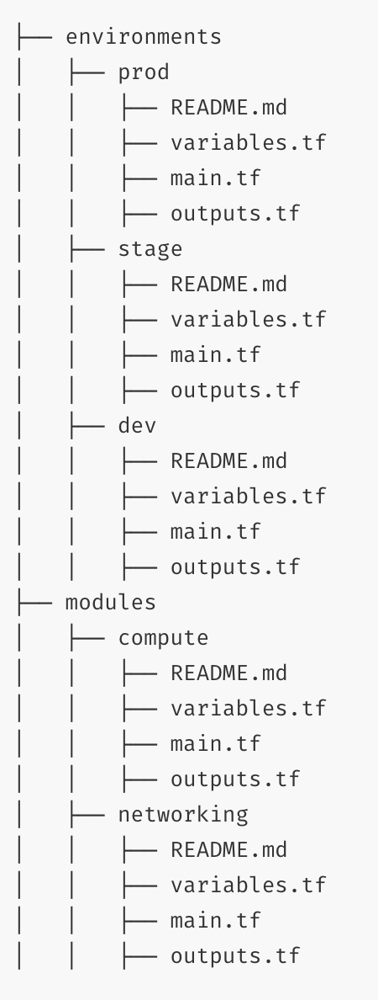 ├── environments
│   ├── prod
│   │   ├── README.md
│   │   ├── variables.tf
│   │   ├── main.tf
│   │   ├── outputs.tf
│   ├── stage
│   │   ├── README.md
│   │   ├── variables.tf
│   │   ├── main.tf
│   │   ├── outputs.tf
│   ├── dev
│   │   ├── README.md
│   │   ├── variables.tf
│   │   ├── main.tf
│   │   ├── outputs.tf
├── modules
│   ├── compute
│   │   ├── README.md
│   │   ├── variables.tf
│   │   ├── main.tf
│   │   ├── outputs.tf
│   ├── networking
│   │   ├── README.md
│   │   ├── variables.tf
│   │   ├── main.tf
│   │   ├── outputs.tf